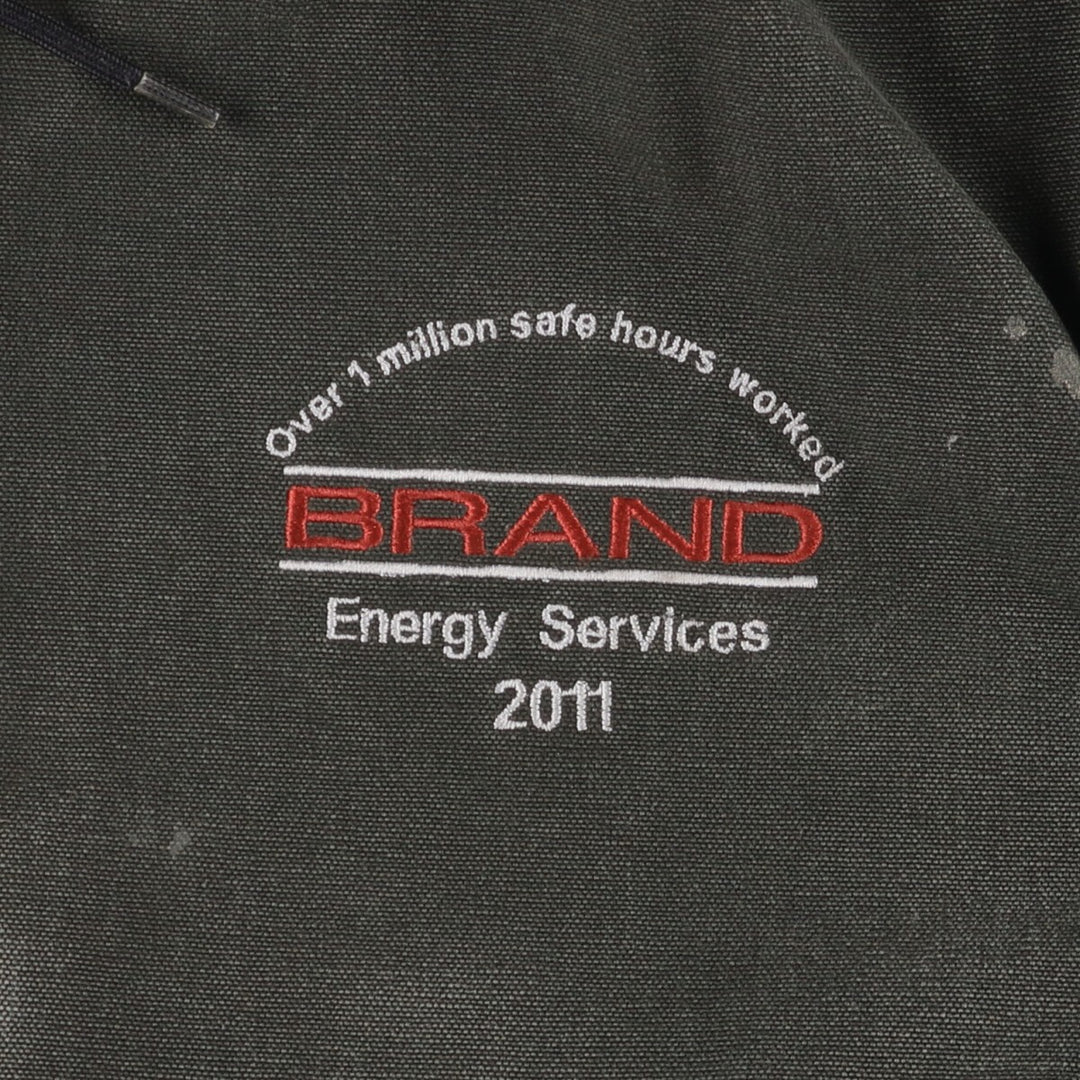 Over 1 million safe hours worked
BRAND
Energy Services
2011